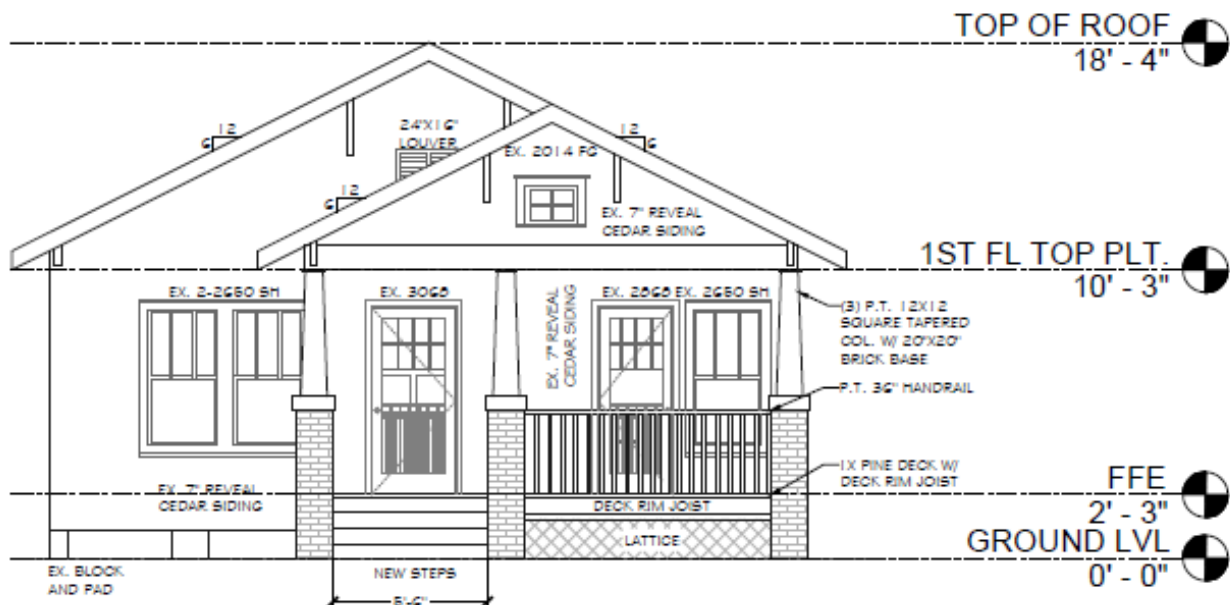 TOP OF ROOF
18' - 4"
12
6
24"X16"
LOUVER
12
6
EX. 2014 FG
12
6
EX. 7" REVEAL
CEDAR SIDING
1ST FL TOP PLT.
10' - 3"
EX. 2-2650 SH
EX. 3068
EX. 7" REVEAL
CEDAR SIDING
EX. 2868
EX. 2650 SH
(3) P.T. 12X12
SQUARE TAPERED
COL. W/ 20"X20"
BRICK BASE
P.T. 36" HANDRAIL
1X PINE DECK W/
DECK RIM JOIST
EX. 7" REVEAL
CEDAR SIDING
DECK RIM JOIST
FFE
2' - 3"
LATTICE
GROUND LVL
0' - 0"
EX. BLOCK
AND PAD
NEW STEPS
5'-6"